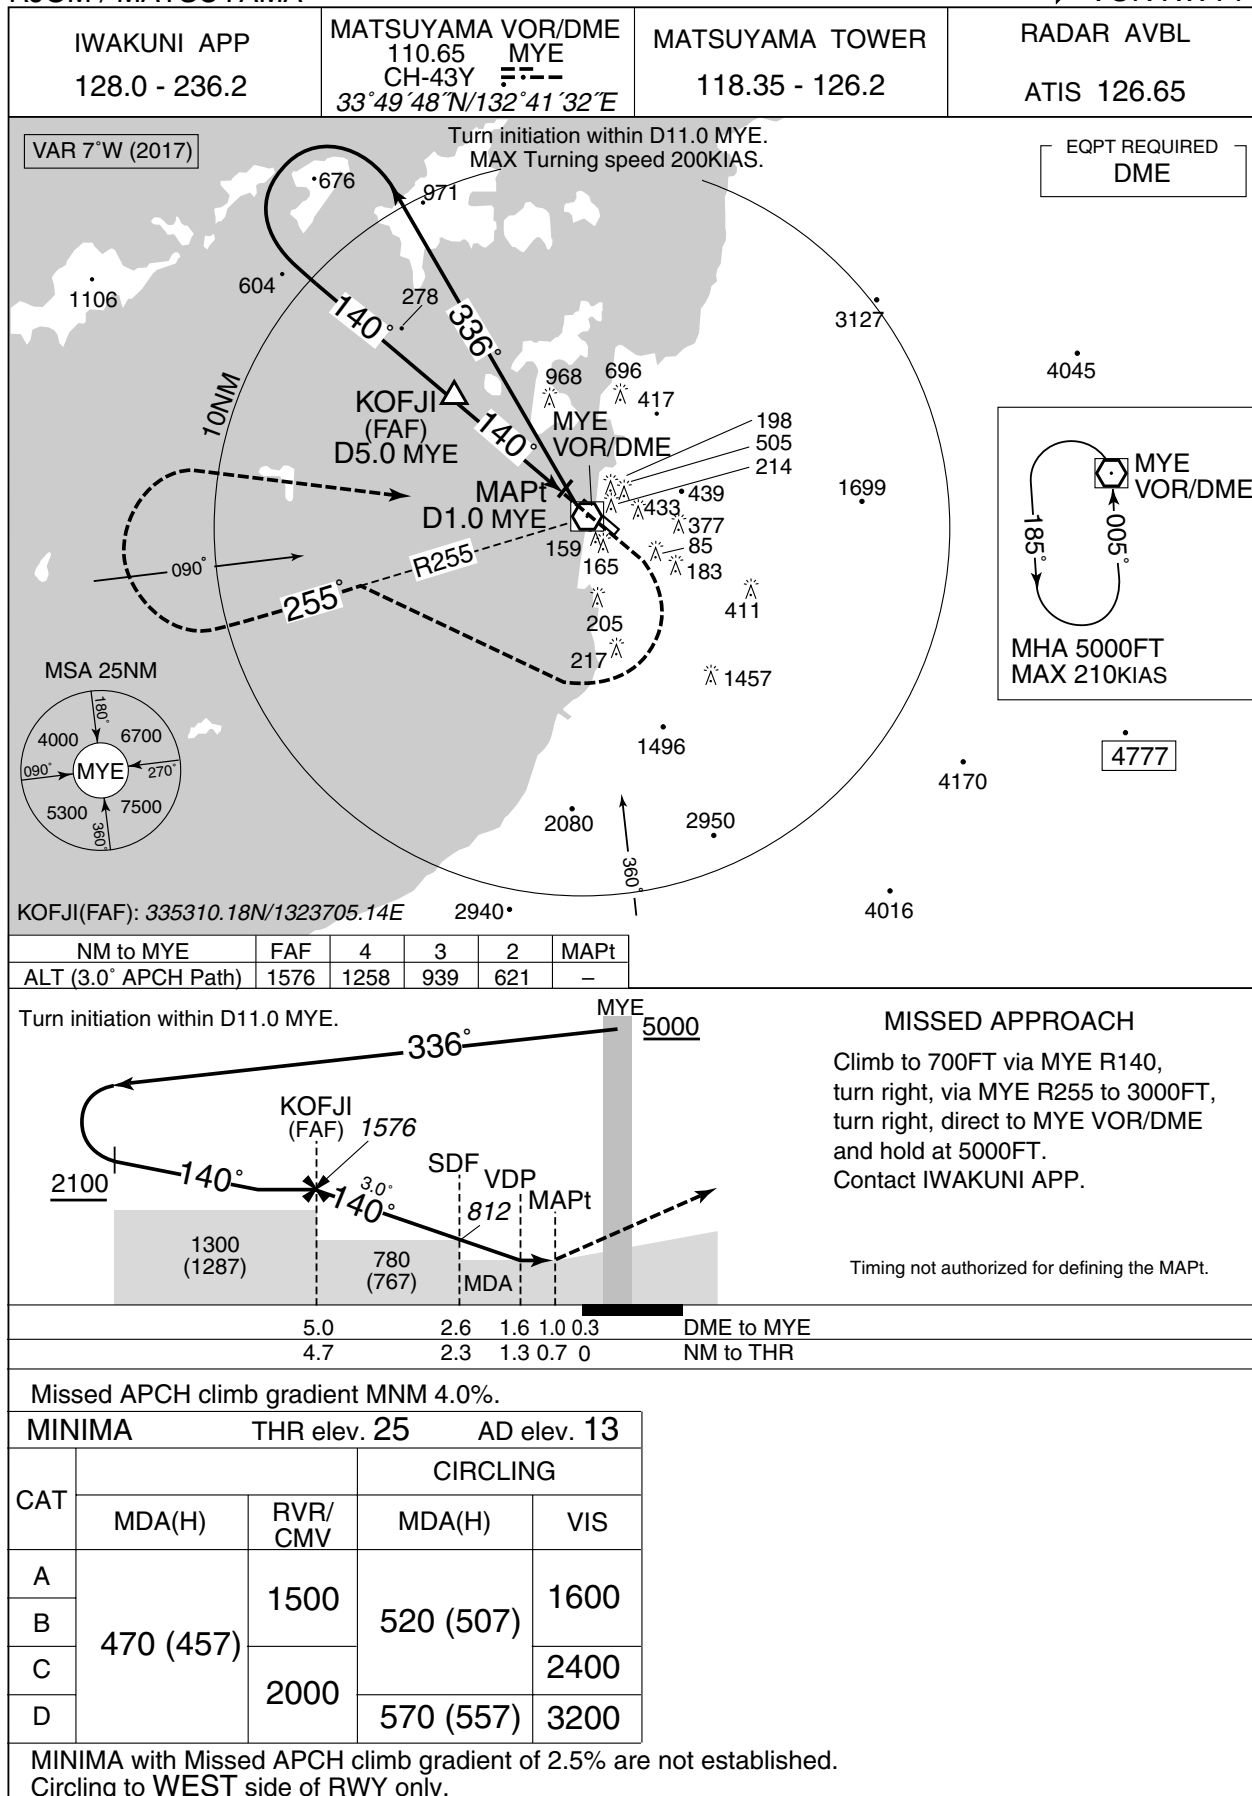 RJOM / MATSUYAMA
IWAKUNI APP
128.0 - 236.2
MATSUYAMA VOR/DME
110.65 MYE
CH-43Y
33°49´48˝N/132°41´32˝E
MATSUYAMA TOWER
118.35 - 126.2
RADAR AVBL
ATIS 126.65
VAR 7°W (2017)
Turn initiation within D11.0 MYE.
MAX Turning speed 200KIAS.
EQPT REQUIRED
DME
676
971
604
1106
278
140°
336°
3127
4045
10NM
968
696
417
KOFJI
(FAF)
D5.0 MYE
140°
MYE
VOR/DME
198
505
214
MAPt
D1.0 MYE
439
433
377
1699
159
165
85
183
R255
090°
255°
205
411
217
1457
MYE
VOR/DME
185°
005°
MHA 5000FT
MAX 210KIAS
MSA 25NM
180°
4000
6700
090°
MYE
270°
5300
7500
360°
1496
4777
4170
2080
2950
360°
KOFJI(FAF): 335310.18N/1323705.14E
2940
4016
NM to MYE FAF 4 3 2 MAPt
ALT (3.0° APCH Path) 1576 1258 939 621 –
Turn initiation within D11.0 MYE.
MYE
5000
336°
KOFJI
(FAF)
1576
2100
140°
3.0°
140°
SDF
812
VDP
MAPt
1300
(1287)
780
(767)
MDA
MISSED APPROACH
Climb to 700FT via MYE R140,
turn right, via MYE R255 to 3000FT,
turn right, direct to MYE VOR/DME
and hold at 5000FT.
Contact IWAKUNI APP.
Timing not authorized for defining the MAPt.
5.0 2.6 1.6 1.0 0.3 DME to MYE
4.7 2.3 1.3 0.7 0 NM to THR
Missed APCH climb gradient MNM 4.0%.
MINIMA THR elev. 25 AD elev. 13
CAT
CIRCLING
MDA(H) RVR/CMV MDA(H) VIS
A
B
C
D
470 (457)
1500
2000
520 (507)
570 (557)
1600
2400
3200
MINIMA with Missed APCH climb gradient of 2.5% are not established.
Circling to WEST side of RWY only.